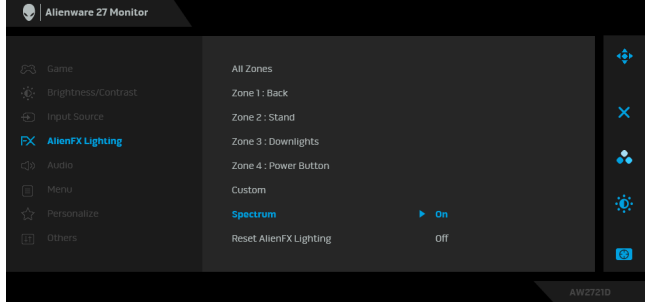 Alienware 27 Monitor
Game
Brightness/Contrast
Input Source
FX AlienFX Lighting
Audio
Menu
Personalize
Others
All Zones
Zone 1 : Back
Zone 2 : Stand
Zone 3 : Downlights
Zone 4 : Power Button
Custom
Spectrum On
Reset AlienFX Lighting Off
AW2721D